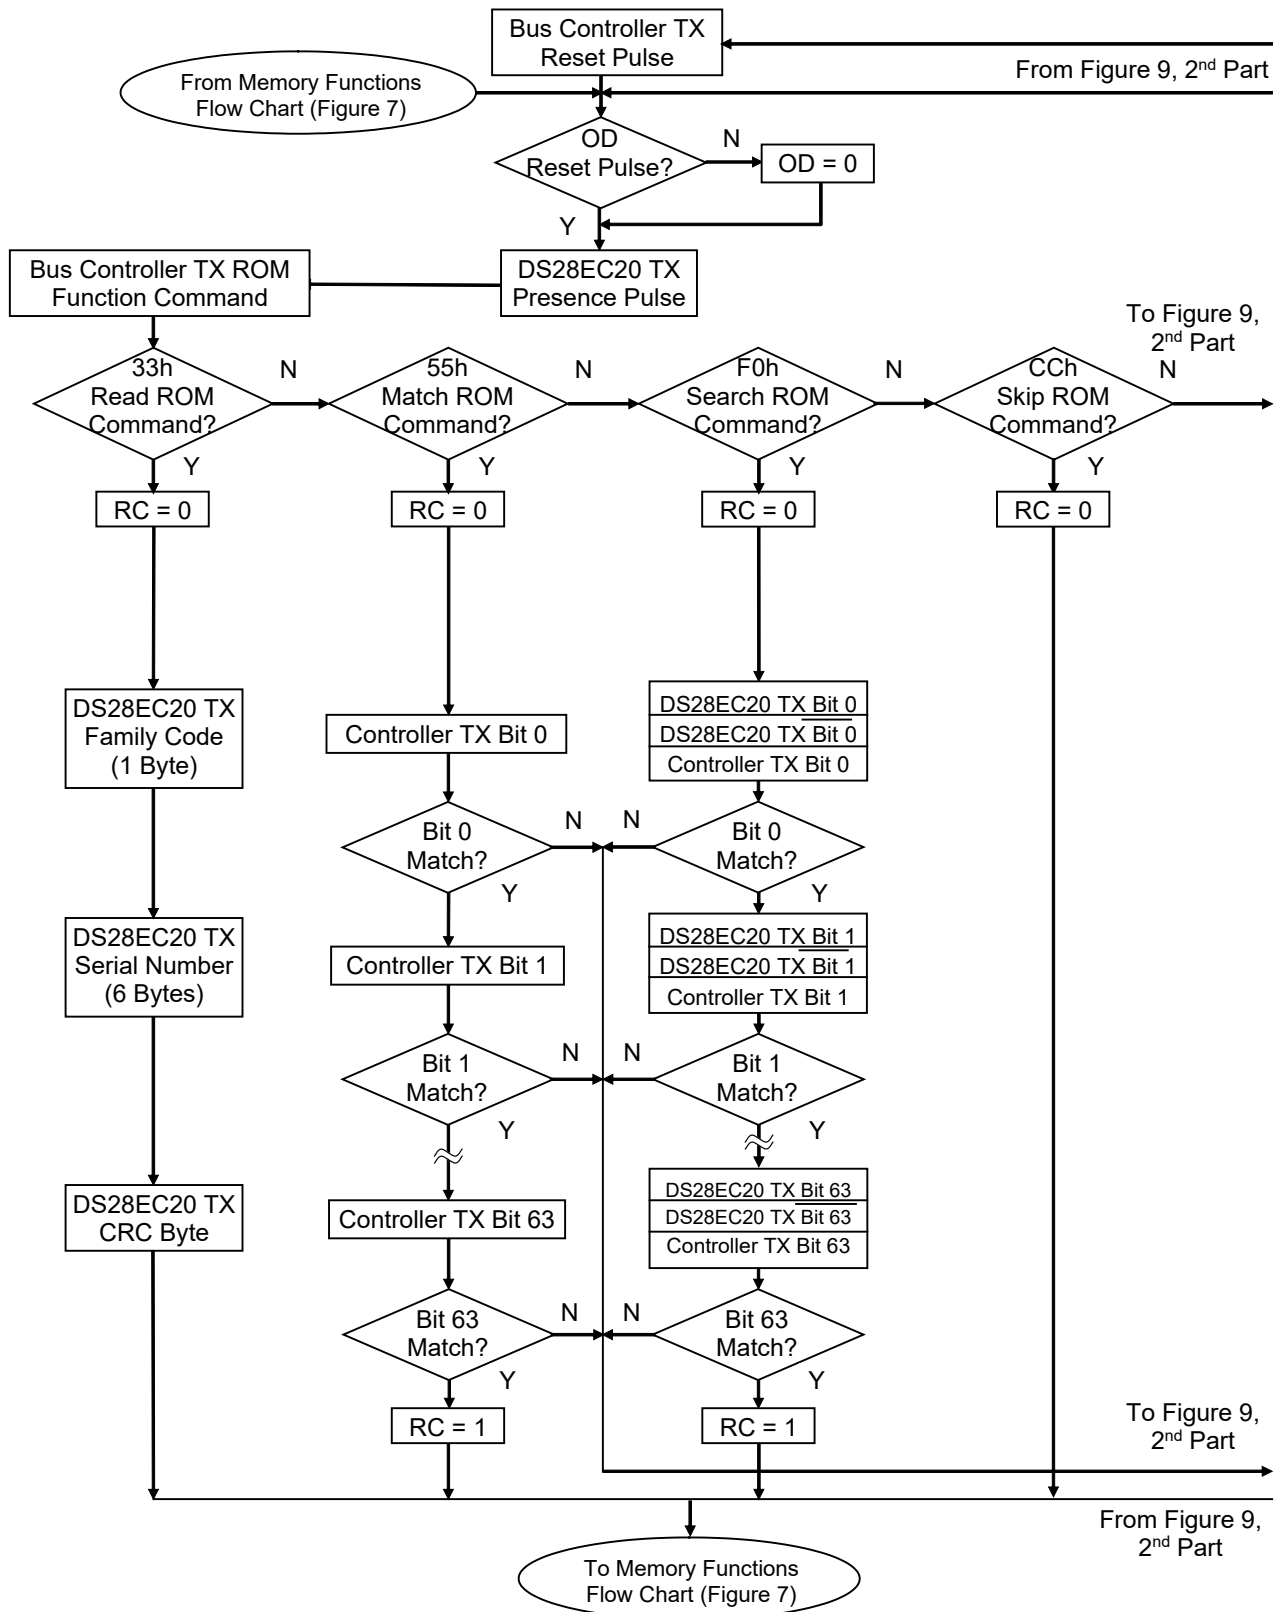 Bus Controller TX
Reset Pulse
From Figure 9, 2nd Part
From Memory Functions
Flow Chart (Figure 7)
OD
Reset Pulse?
N
OD = 0
Y
Bus Controller TX ROM
Function Command
DS28EC20 TX
Presence Pulse
To Figure 9,
2nd Part
33h
Read ROM
Command?
N
Y
55h
Match ROM
Command?
N
Y
F0h
Search ROM
Command?
N
Y
CCh
Skip ROM
Command?
N
Y
RC = 0
RC = 0
RC = 0
RC = 0
DS28EC20 TX
Family Code
(1 Byte)
DS28EC20 TX
Serial Number
(6 Bytes)
DS28EC20 TX
CRC Byte
Controller TX Bit 0
Bit 0
Match?
N
Y
Controller TX Bit 1
Bit 1
Match?
N
Y
Controller TX Bit 63
Bit 63
Match?
N
Y
RC = 1
DS28EC20 TX Bit 0
DS28EC20 TX Bit 0
Controller TX Bit 0
N
Bit 0
Match?
Y
DS28EC20 TX Bit 1
DS28EC20 TX Bit 1
Controller TX Bit 1
N
Bit 1
Match?
Y
DS28EC20 TX Bit 63
DS28EC20 TX Bit 63
Controller TX Bit 63
N
Bit 63
Match?
Y
RC = 1
To Figure 9,
2nd Part
From Figure 9,
2nd Part
To Memory Functions
Flow Chart (Figure 7)